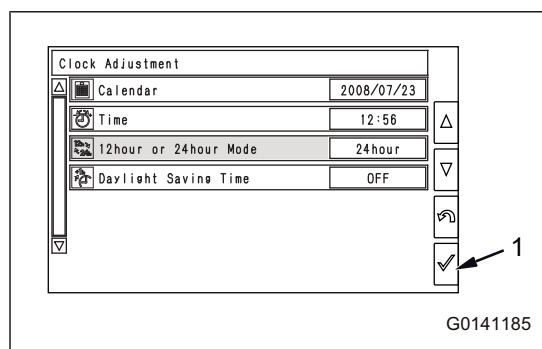 Clock Adjustment
Calendar 2008/07/23
Time 12:56
12hour or 24hour Mode 24hour
Daylight Saving Time OFF
1
G0141185